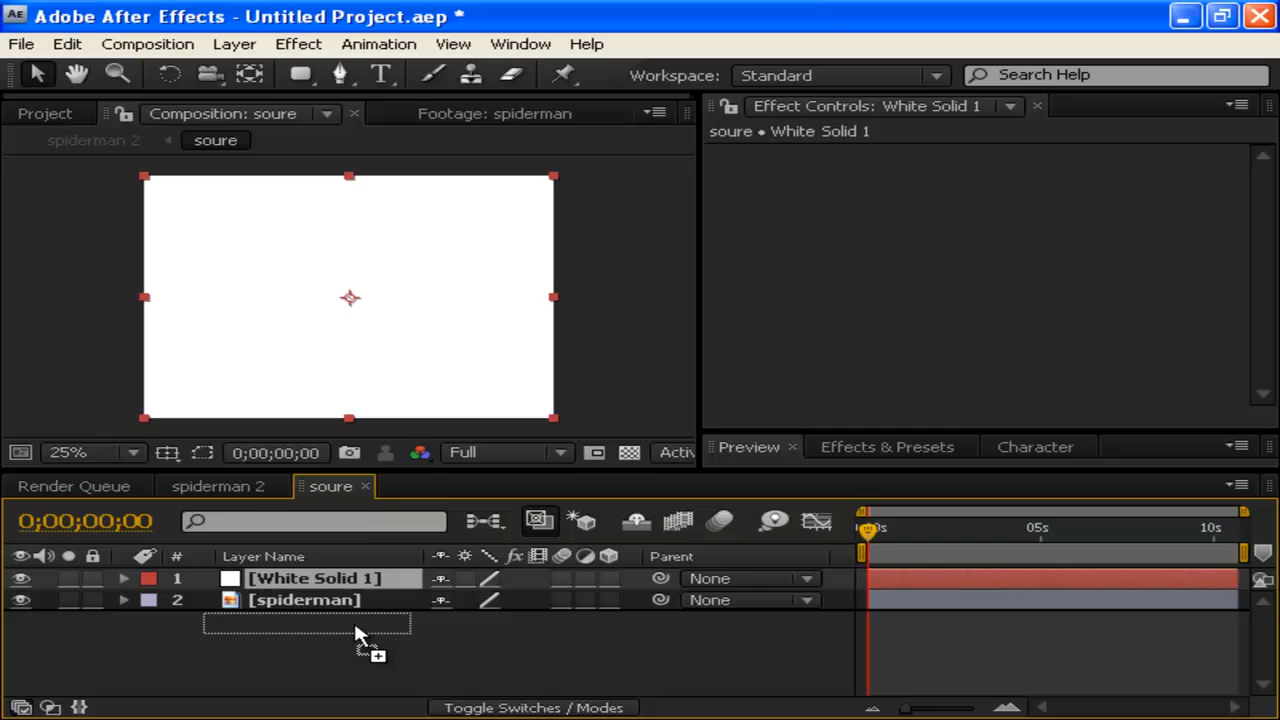 Adobe After Effects - Untitled Project.aep *
File Edit Composition Layer Effect Animation View Window Help
Workspace: Standard Search Help
Project Composition: soure Footage: spiderman Effect Controls: White Solid 1
soure • White Solid 1
spiderman 2 soure
25% 0;00;00;00 Full Activ
Preview Effects & Presets Character
Render Queue spiderman 2 soure
0;00;00;00
05s 10s
# Layer Name fx Parent
1 [White Solid 1] None
2 [spiderman] None
Toggle Switches / Modes